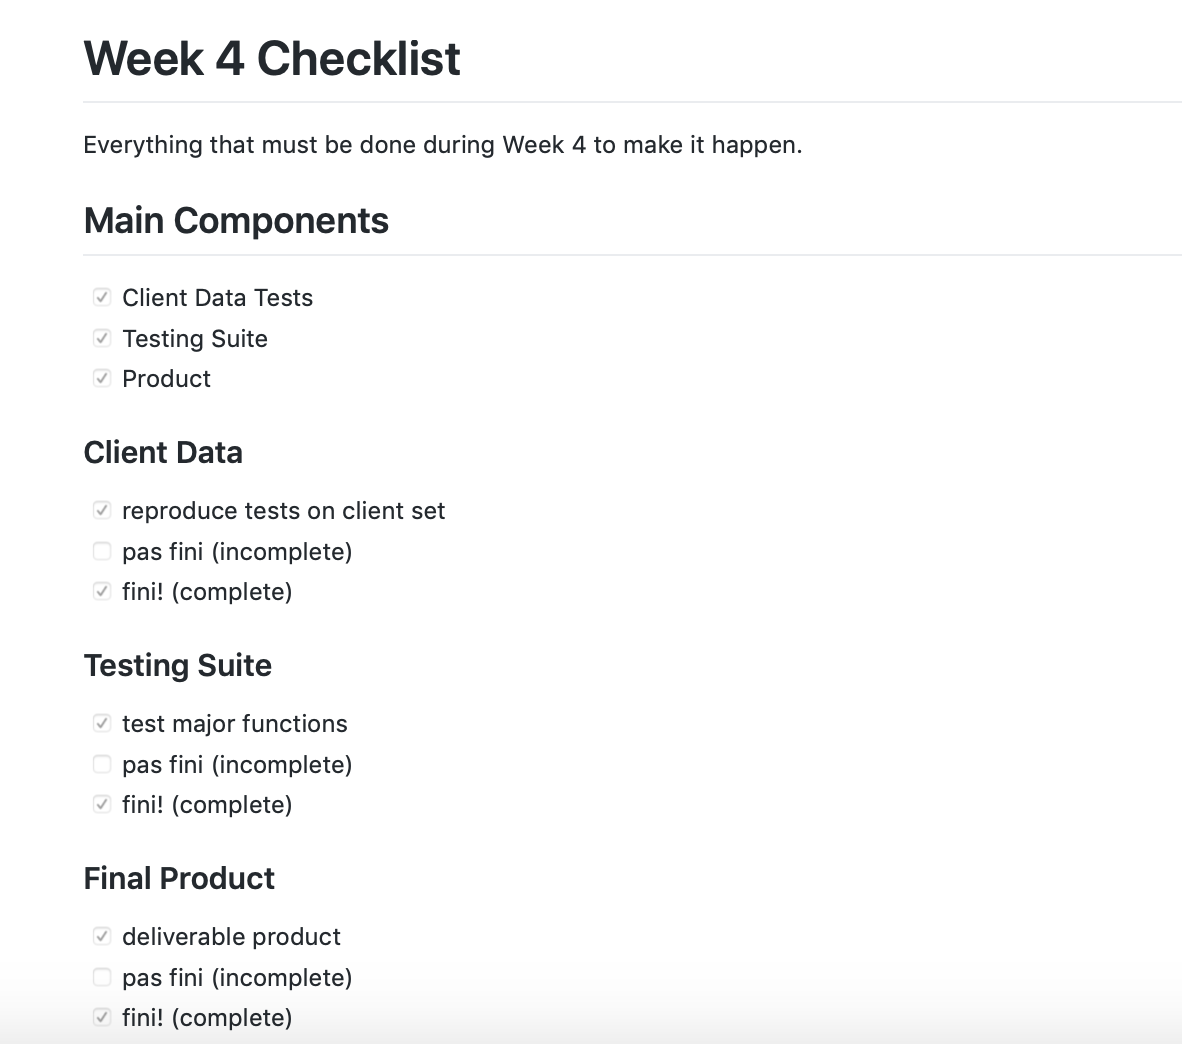 Week 4 Checklist
Everything that must be done during Week 4 to make it happen.
Main Components
Client Data Tests
Testing Suite
Product
Client Data
reproduce tests on client set
pas fini (incomplete)
fini! (complete)
Testing Suite
test major functions
pas fini (incomplete)
fini! (complete)
Final Product
deliverable product
pas fini (incomplete)
fini! (complete)